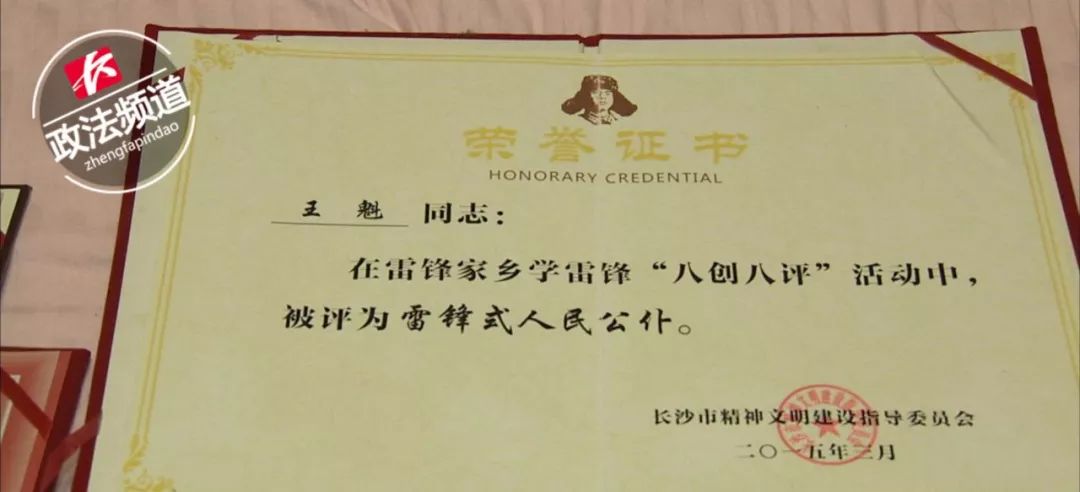 长
政法频道
zhengfapindao
荣誉证书
HONORARY CREDENTIAL
王魁 同志：
在雷锋家乡学雷锋“八创八评”活动中，
被评为雷锋式人民公仆。
长沙市精神文明建设指导委员会
二〇一五年三月